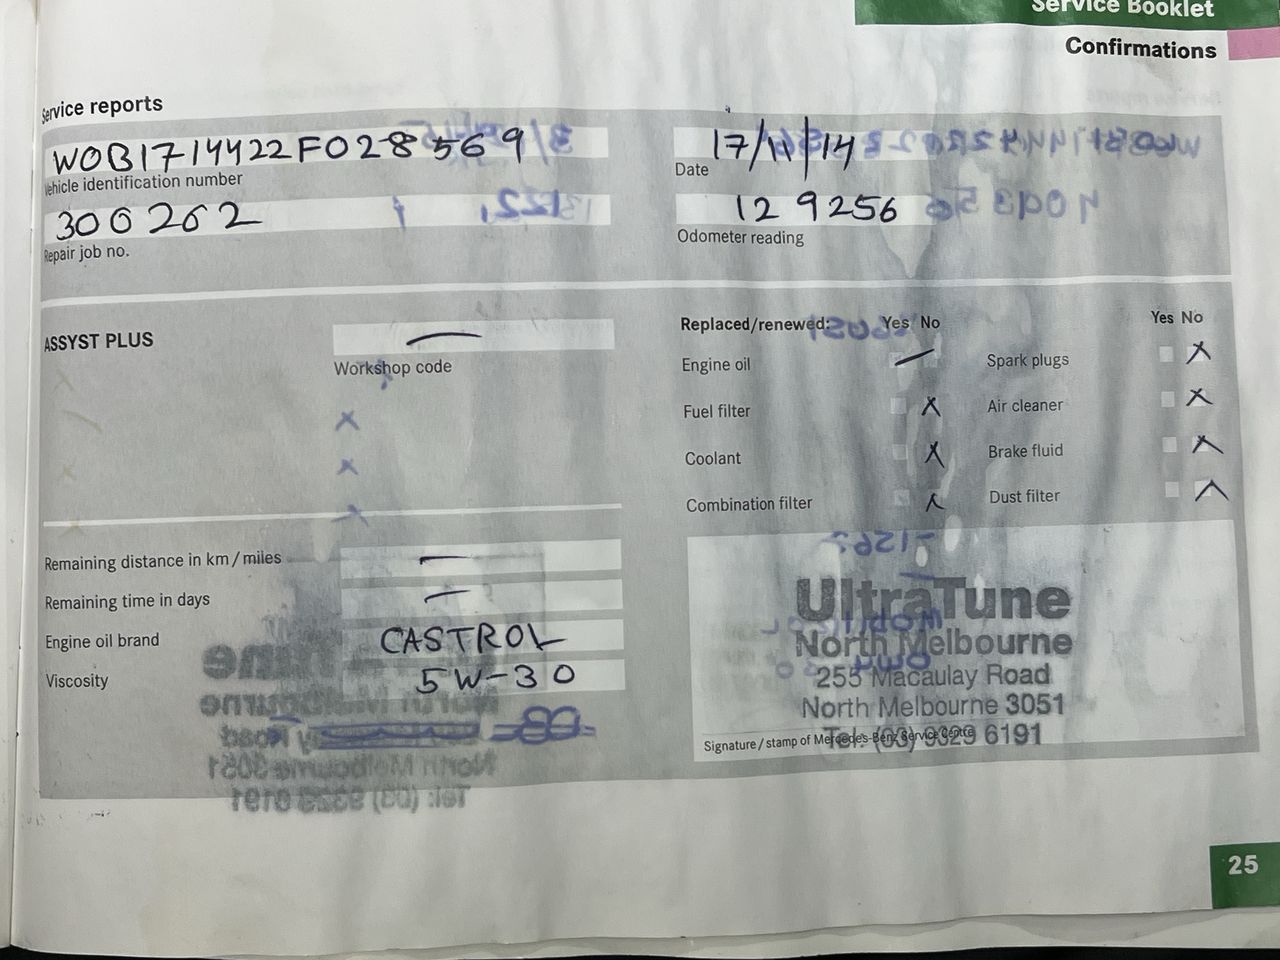 Service Booklet
Confirmations
Service reports
WOB1714422F028569
Vehicle identification number
17/11/14
Date
300262
Repair job no.
129256
Odometer reading
ASSYST PLUS
Workshop code
Replaced/renewed: Yes No
Yes No
Engine oil
Spark plugs
Fuel filter
Air cleaner
Coolant
Brake fluid
Combination filter
Dust filter
Remaining distance in km/miles
Remaining time in days
Engine oil brand CASTROL
Viscosity 5W-30
UltraTune
North Melbourne
255 Macaulay Road
North Melbourne 3051
Tel: (03) 9329 6191
Signature/stamp of Mercedes-Benz Service Centre
25